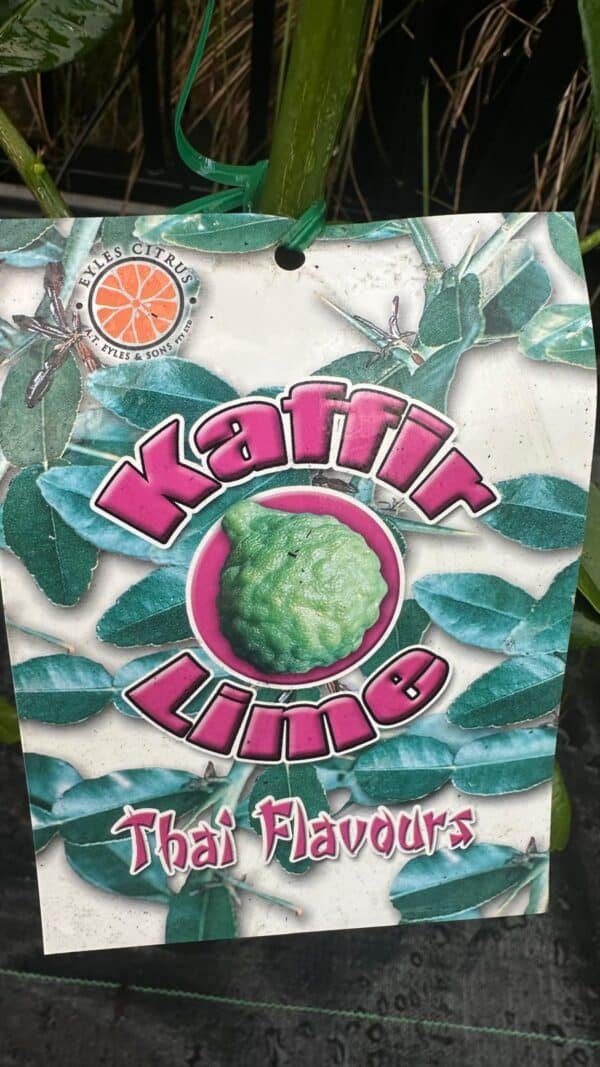 EYLES CITRUS
A.T. EYLES & SONS PTY LTD
Kaffir
Lime
Thai Flavours